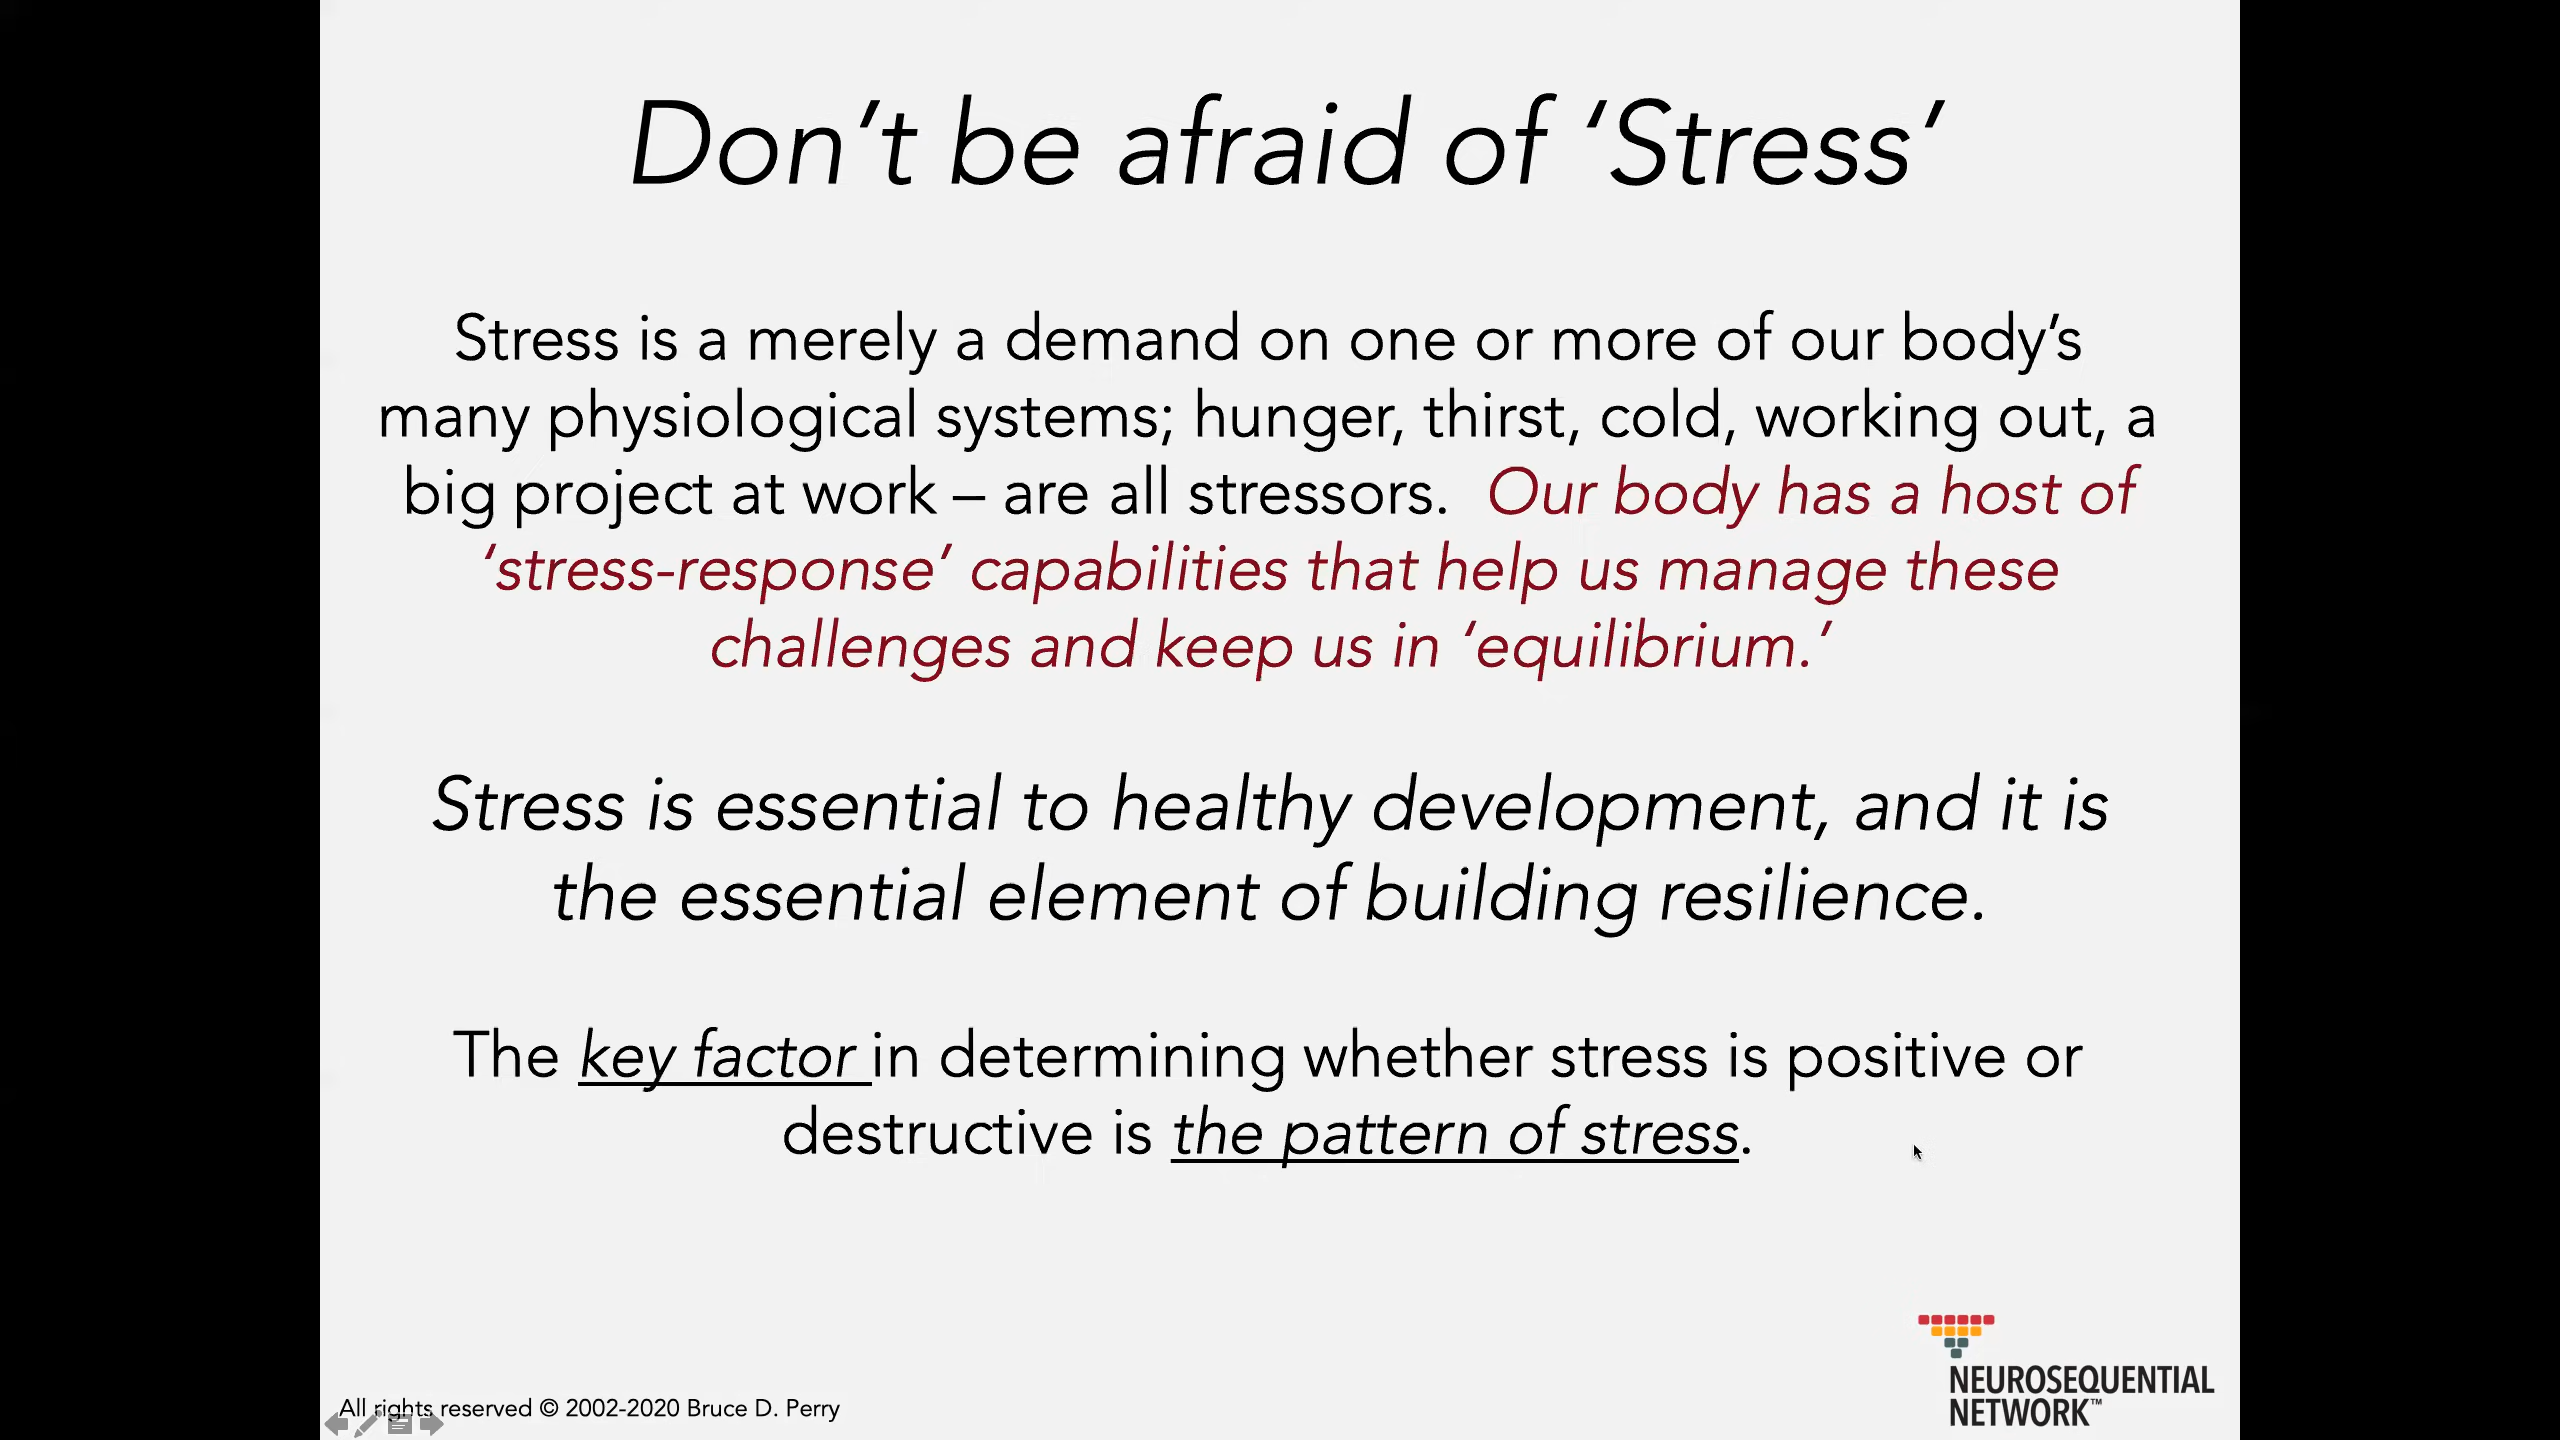 Don’t be afraid of ‘Stress’
Stress is a merely a demand on one or more of our body’s
many physiological systems; hunger, thirst, cold, working out, a
big project at work – are all stressors.  Our body has a host of
‘stress-response’ capabilities that help us manage these
challenges and keep us in ‘equilibrium.’
Stress is essential to healthy development, and it is
the essential element of building resilience.
The key factor in determining whether stress is positive or
destructive is the pattern of stress.
All rights reserved © 2002-2020 Bruce D. Perry
NEUROSEQUENTIAL
NETWORK™